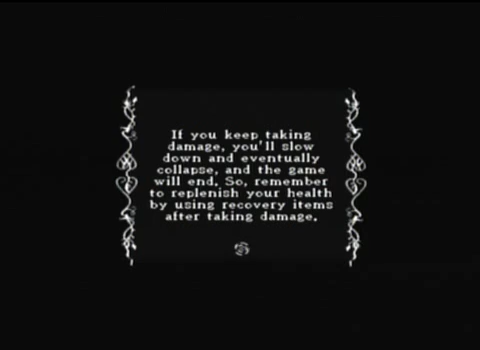 If you keep taking
damage, you'll slow
down and eventually
collapse, and the game
will end. So, remember
to replenish your health
by using recovery items
after taking damage.